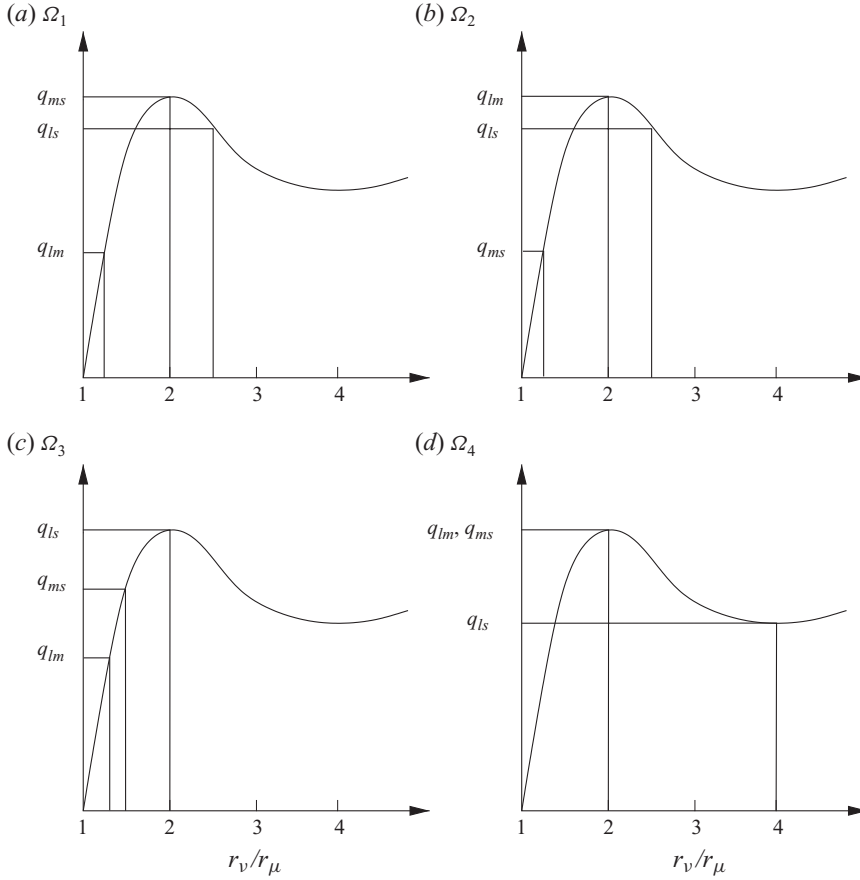 (a) Ω1
q_ms
q_ls
q_lm
1 2 3 4
(b) Ω2
q_lm
q_ls
q_ms
1 2 3 4
(c) Ω3
q_ls
q_ms
q_lm
1 2 3 4
r_ν/r_μ
(d) Ω4
q_lm, q_ms
q_ls
1 2 3 4
r_ν/r_μ